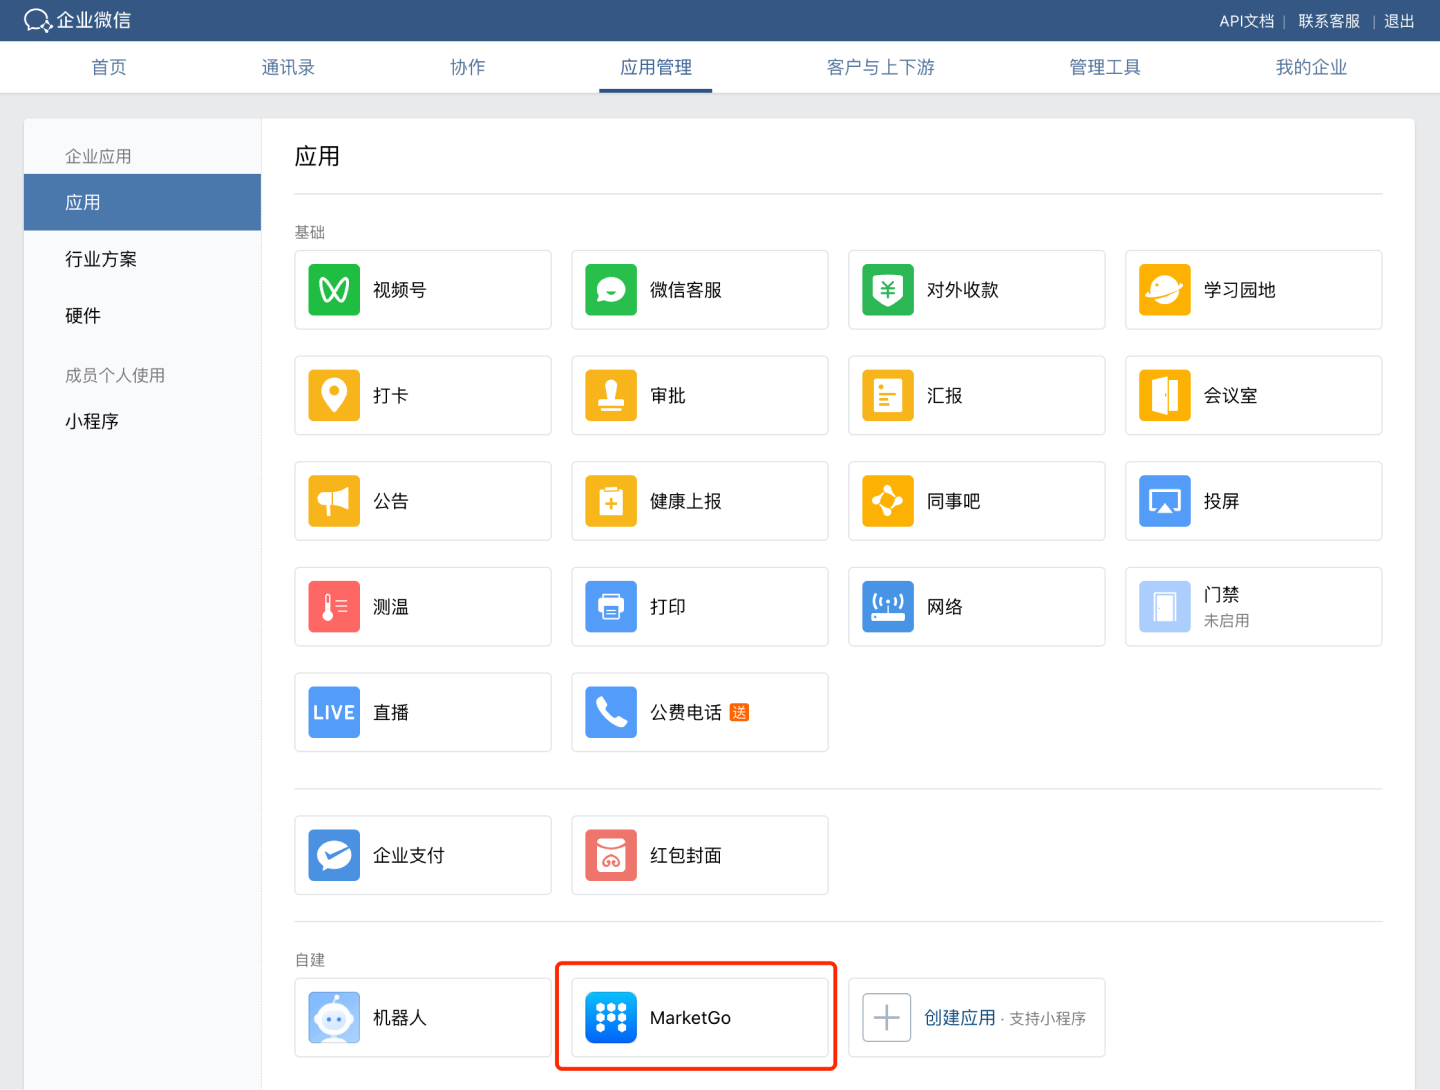 企业微信
API文档 | 联系客服 | 退出
首页 通讯录 协作 应用管理 客户与上下游 管理工具 我的企业
企业应用
应用
行业方案
硬件
成员个人使用
小程序
应用
基础
视频号 微信客服 对外收款 学习园地
打卡 审批 汇报 会议室
公告 健康上报 同事吧 投屏
测温 打印 网络 门禁
未启用
LIVE 直播 公费电话 送
企业支付 红包封面
自建
机器人 MarketGo 创建应用 · 支持小程序